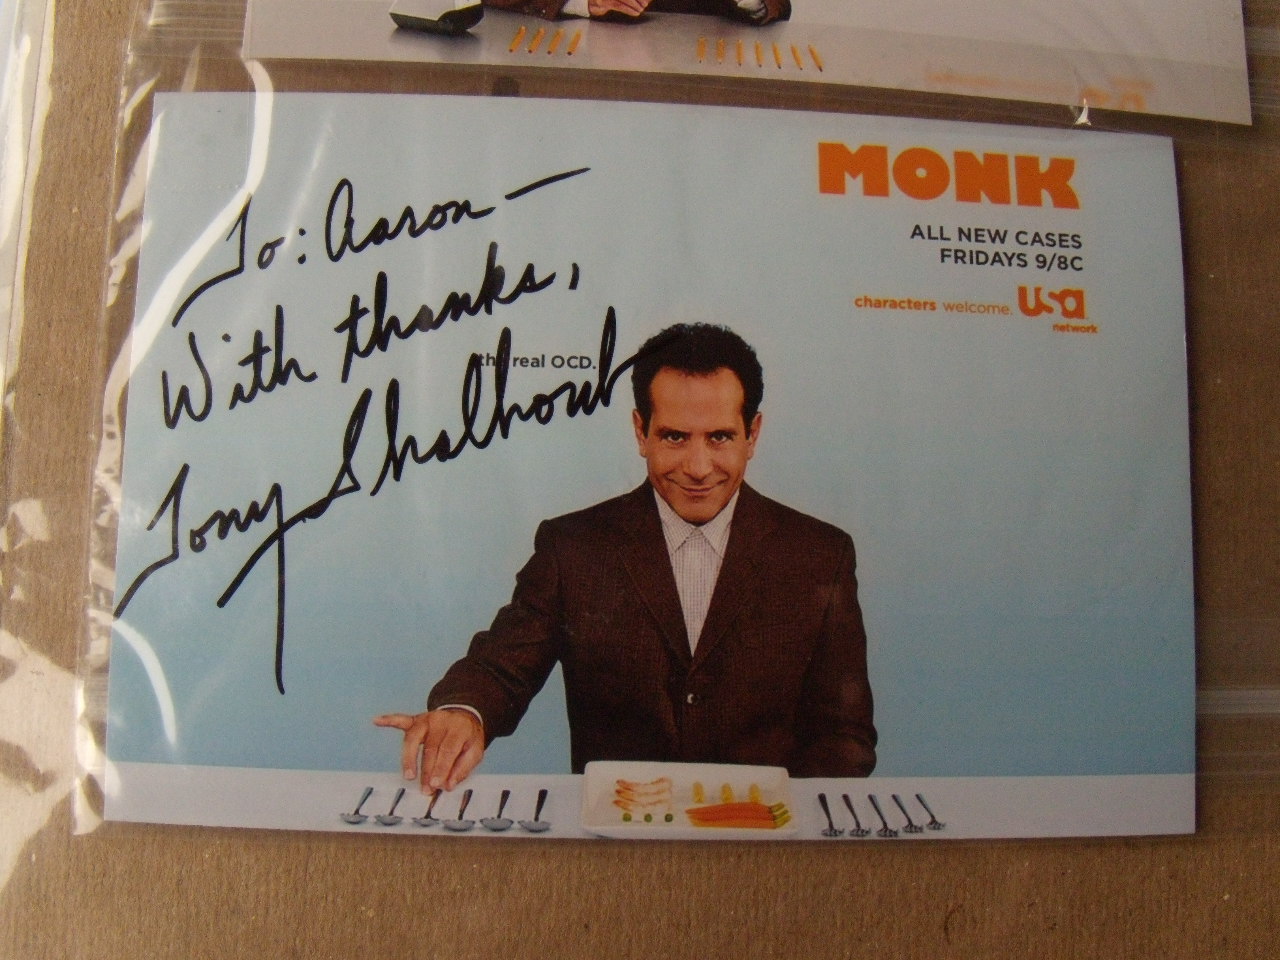 To: Aaron —
With thanks,
Tony Shalhoub
the real OCD.
MONK
ALL NEW CASES
FRIDAYS 9/8C
characters welcome. USA
network